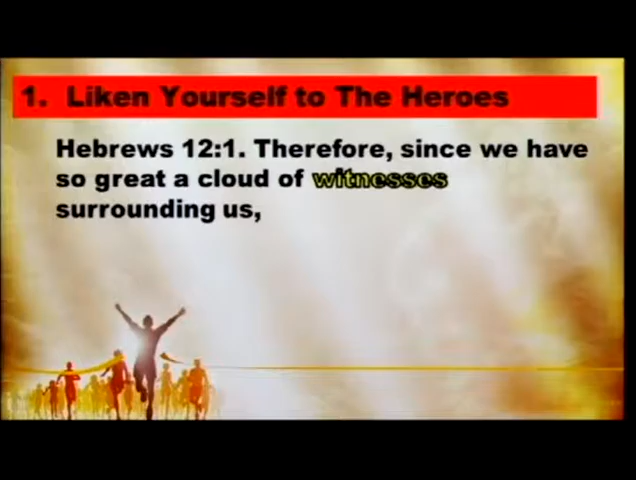 1. Liken Yourself to The Heroes
Hebrews 12:1. Therefore, since we have
so great a cloud of witnesses
surrounding us,